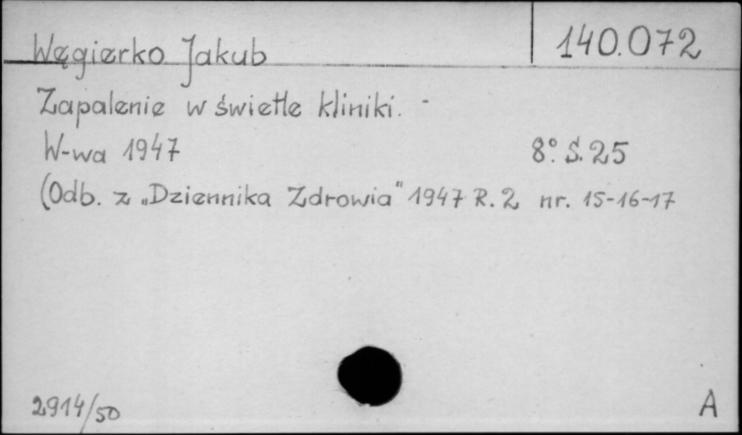 Węgierko Jakub 140.072
Zapalenie w świetle kliniki. -
W-wa 1947 8° S. 25
(Odb. z „Dziennika Zdrowia" 1947 R. 2 nr. 15-16-17
2914/50 A